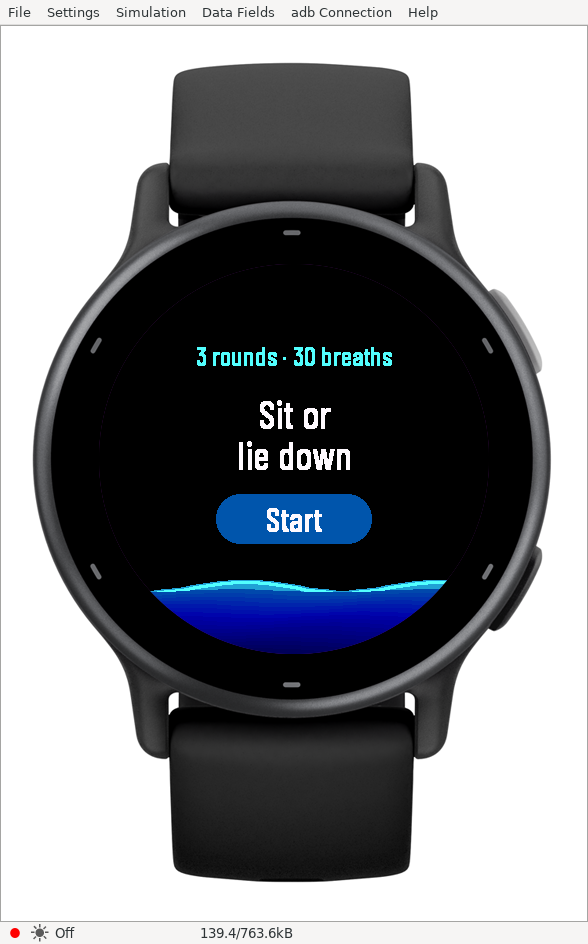 File Settings Simulation Data Fields adb Connection Help
3 rounds · 30 breaths
Sit or
lie down
Start
Off 139.4/763.6kB